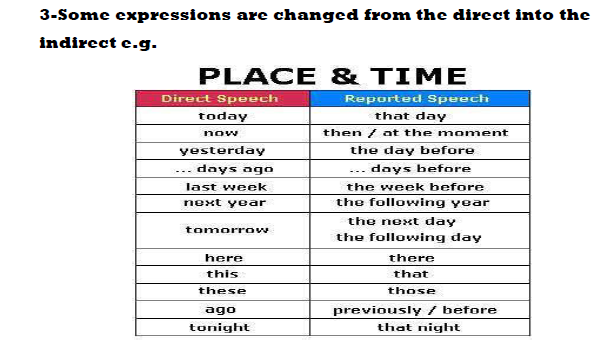 3-Some expressions are changed from the direct into the
indirect e.g.
PLACE & TIME
Direct Speech Reported Speech
today that day
now then / at the moment
yesterday the day before
... days ago ... days before
last week the week before
next year the following year
tomorrow the next day
the following day
here there
this that
these those
ago previously / before
tonight that night